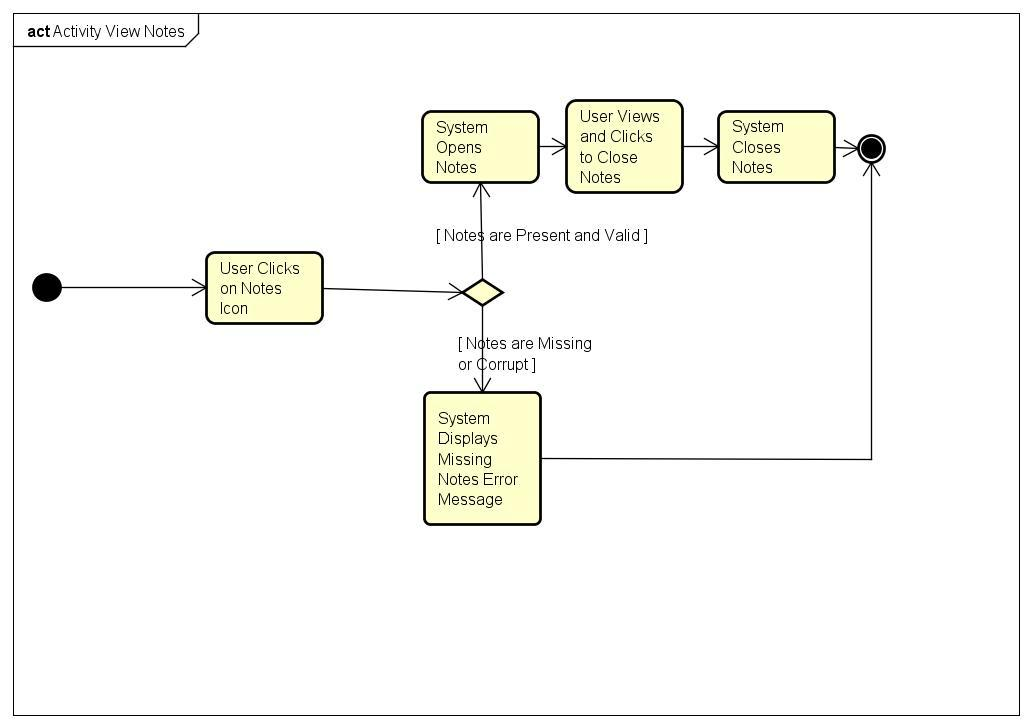 act Activity View Notes
System
Opens
Notes
User Views
and Clicks
to Close
Notes
System
Closes
Notes
[ Notes are Present and Valid ]
User Clicks
on Notes
Icon
[ Notes are Missing
or Corrupt ]
System
Displays
Missing
Notes Error
Message